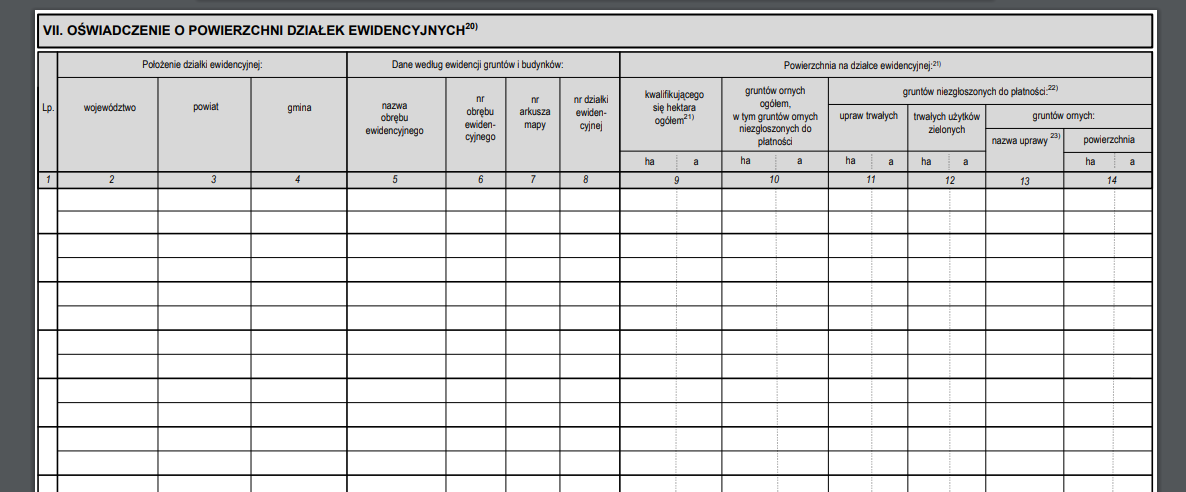 VII. OŚWIADCZENIE O POWIERZCHNI DZIAŁEK EWIDENCYJNYCH20)
Położenie działki ewidencyjnej:
Dane według ewidencji gruntów i budynków:
Powierzchnia na działce ewidencyjnej:21)
Lp.
województwo
powiat
gmina
nazwa
obrębu
ewidencyjnego
nr
obrębu
ewiden-
cyjnego
nr
arkusza
mapy
nr działki
ewiden-
cyjnej
kwalifikującego
się hektara
ogółem21)
gruntów ornych
ogółem,
w tym gruntów ornych
niezgłoszonych do
płatności
gruntów niezgłoszonych do płatności:22)
upraw trwałych
trwałych użytków
zielonych
gruntów ornych:
nazwa uprawy 23)
powierzchnia
ha a ha a ha a ha a ha a
1 2 3 4 5 6 7 8 9 10 11 12 13 14